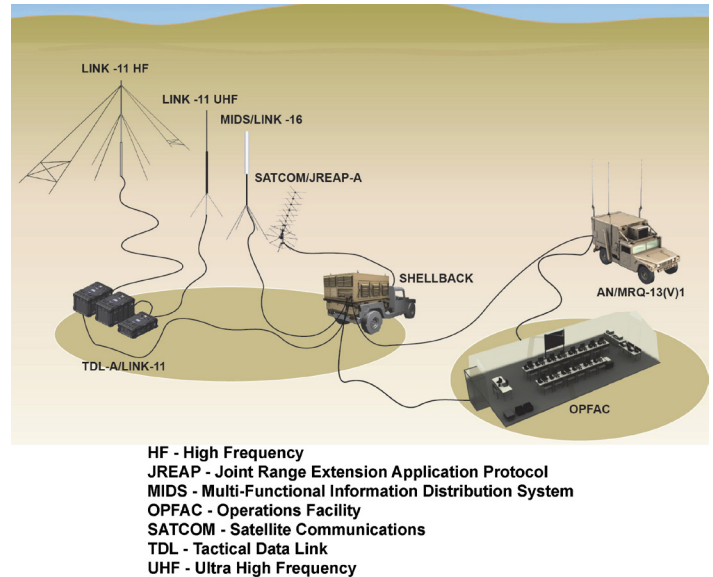 LINK -11 HF
LINK -11 UHF
MIDS/LINK -16
SATCOM/JREAP-A
SHELLBACK
AN/MRQ-13(V)1
TDL-A/LINK-11
OPFAC
HF - High Frequency
JREAP - Joint Range Extension Application Protocol
MIDS - Multi-Functional Information Distribution System
OPFAC - Operations Facility
SATCOM - Satellite Communications
TDL - Tactical Data Link
UHF - Ultra High Frequency